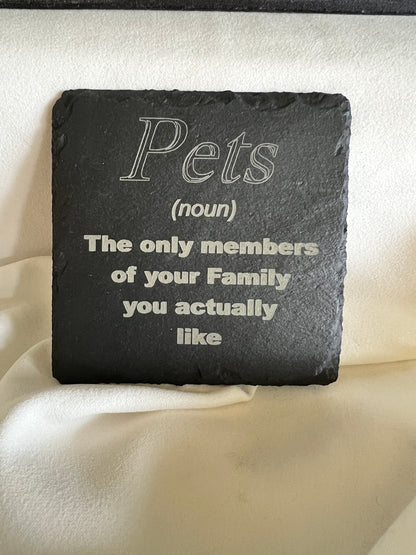 Pets
(noun)
The only members
of your Family
you actually
like